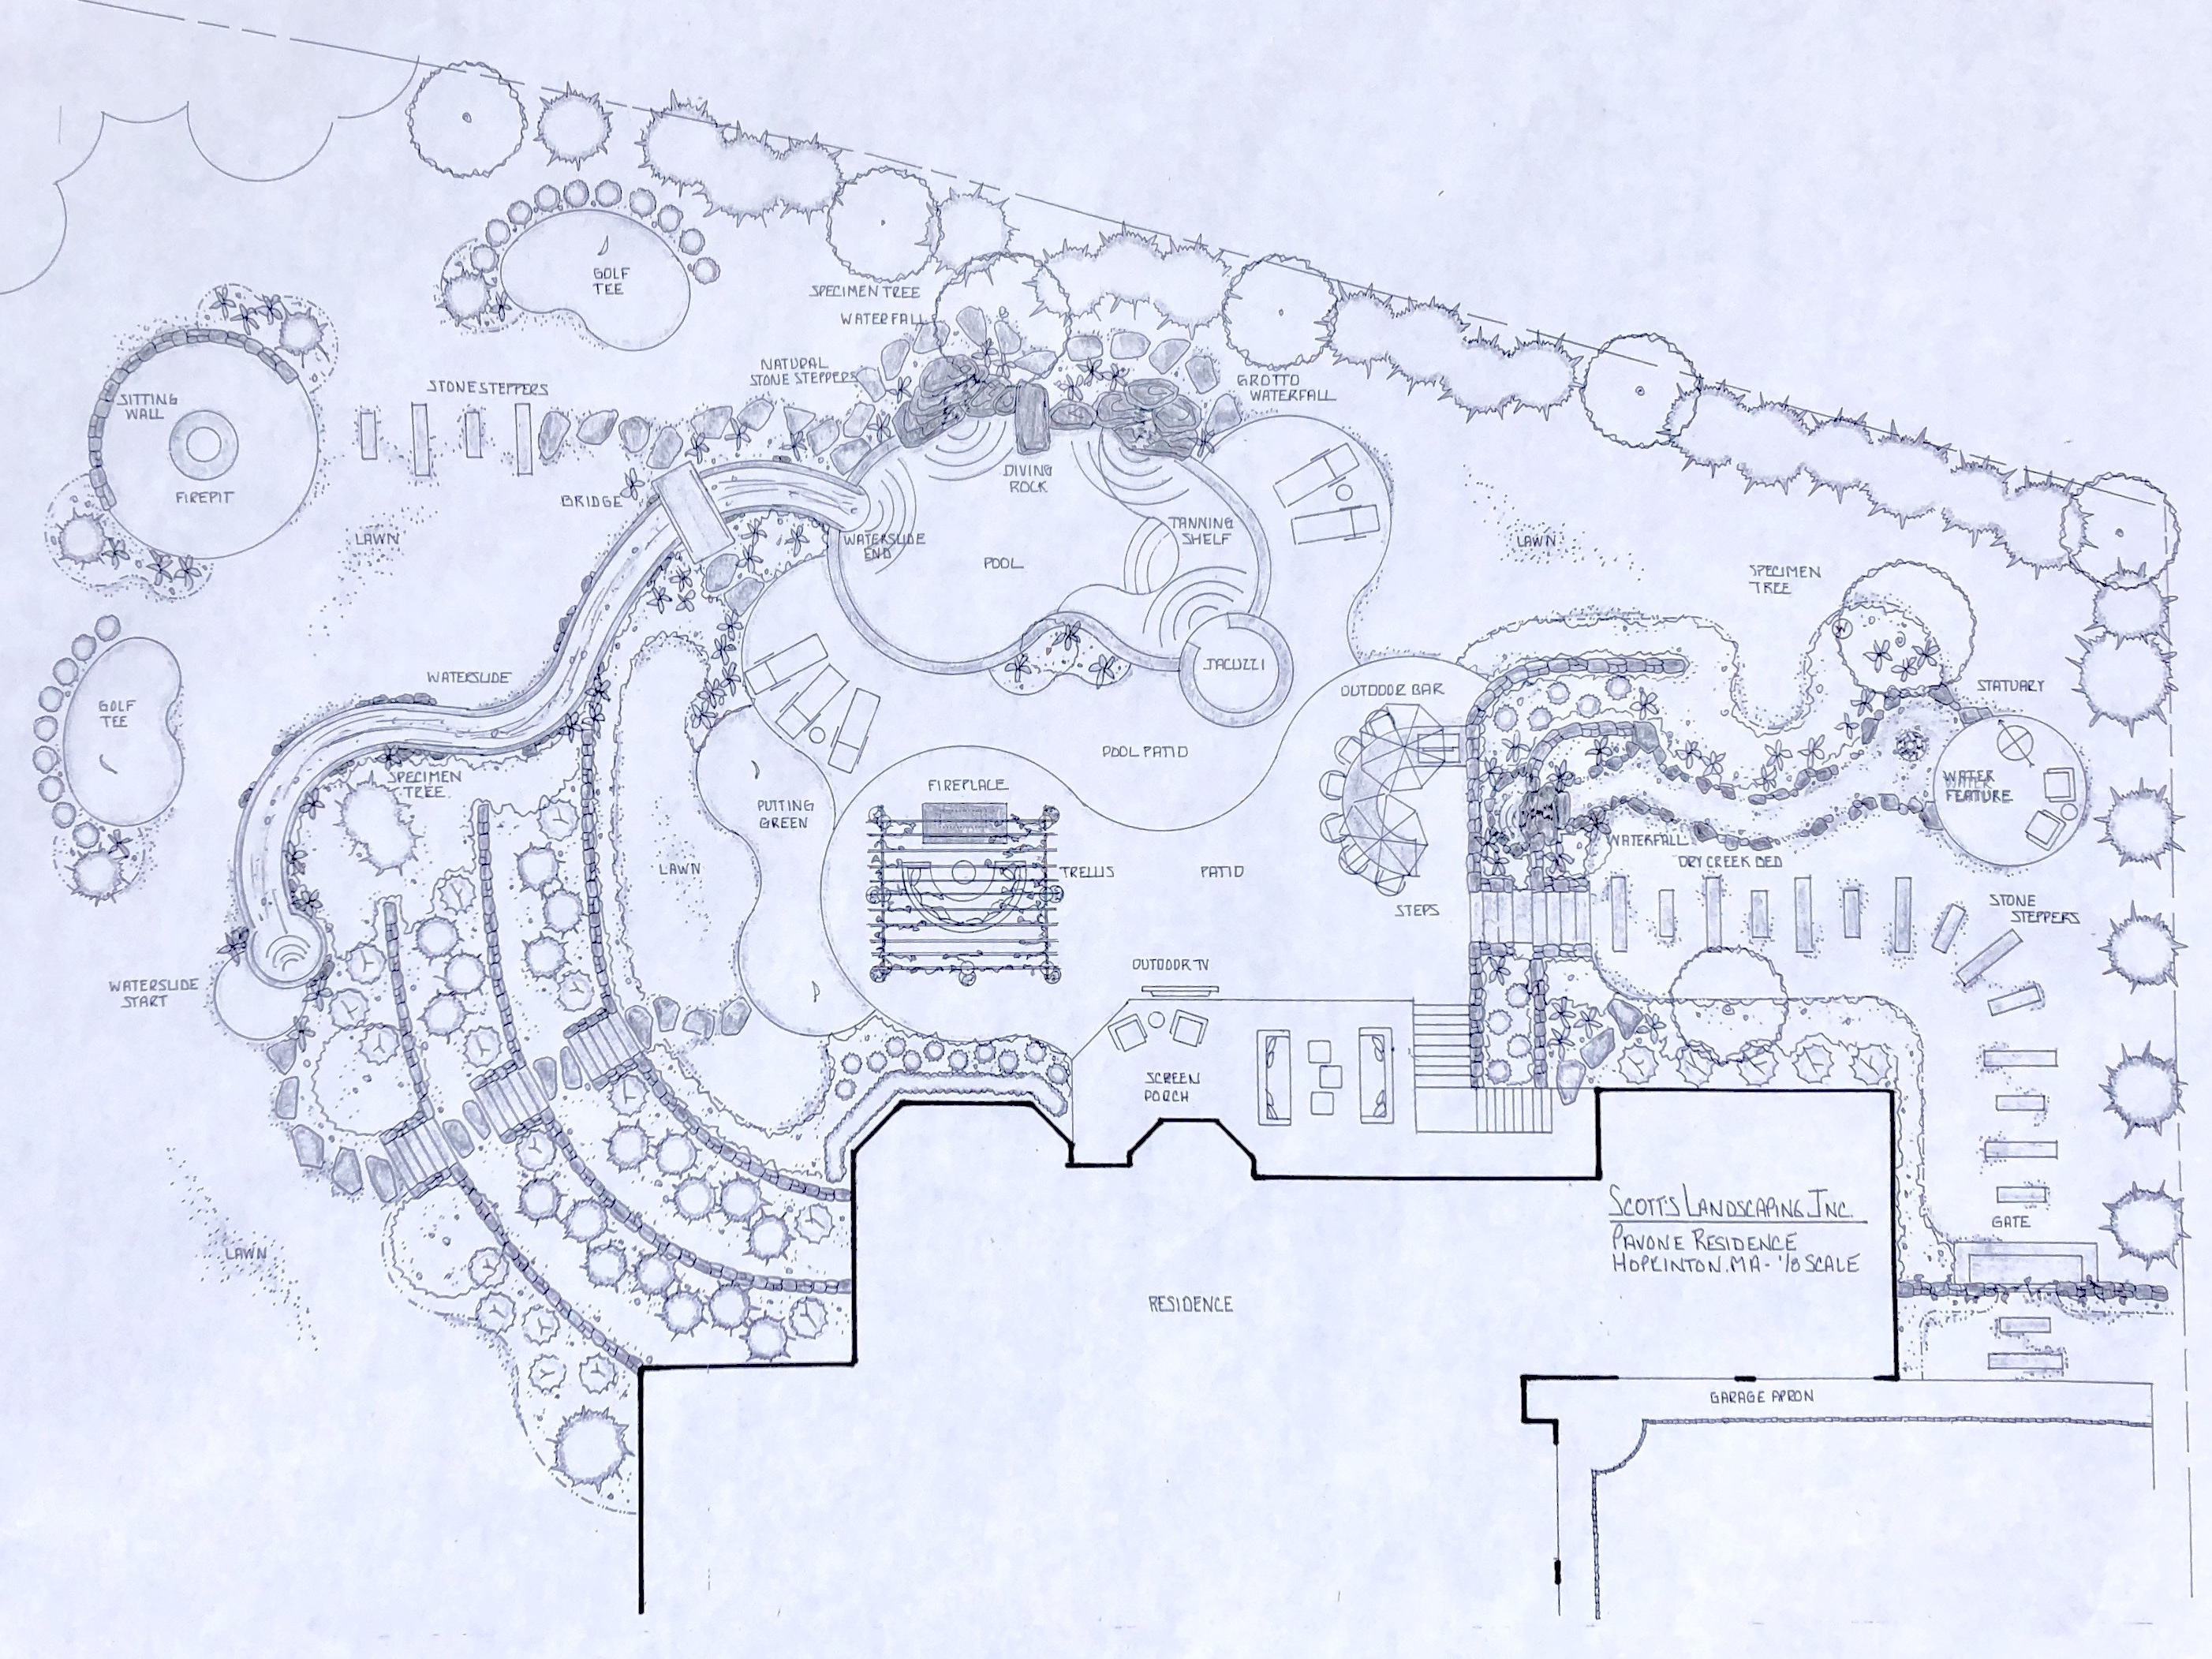 GOLF
TEE
SPECIMEN TREE
WATERFALL
NATURAL
STONE STEPPERS
GROTTO
WATERFALL
STONE STEPPERS
SITTING
WALL
FIREPIT
BRIDGE
LAWN
DIVING
ROCK
WATERSLIDE
END
POOL
TANNING
SHELF
LAWN
SPECIMEN
TREE
WATERSLIDE
JACUZZI
OUTDOOR BAR
STATUARY
GOLF
TEE
POOL PATIO
SPECIMEN
TREE
FIREPLACE
PUTTING
GREEN
WATER
FEATURE
WATERFALL
DRY CREEK BED
LAWN
TRELLIS
PATIO
STEPS
STONE
STEPPERS
OUTDOOR TV
WATERSLIDE
START
SCREEN
PORCH
LAWN
GATE
SCOTT'S LANDSCAPING INC.
PAVONE RESIDENCE
HOPKINTON. MA - 1/8 SCALE
RESIDENCE
GARAGE APRON